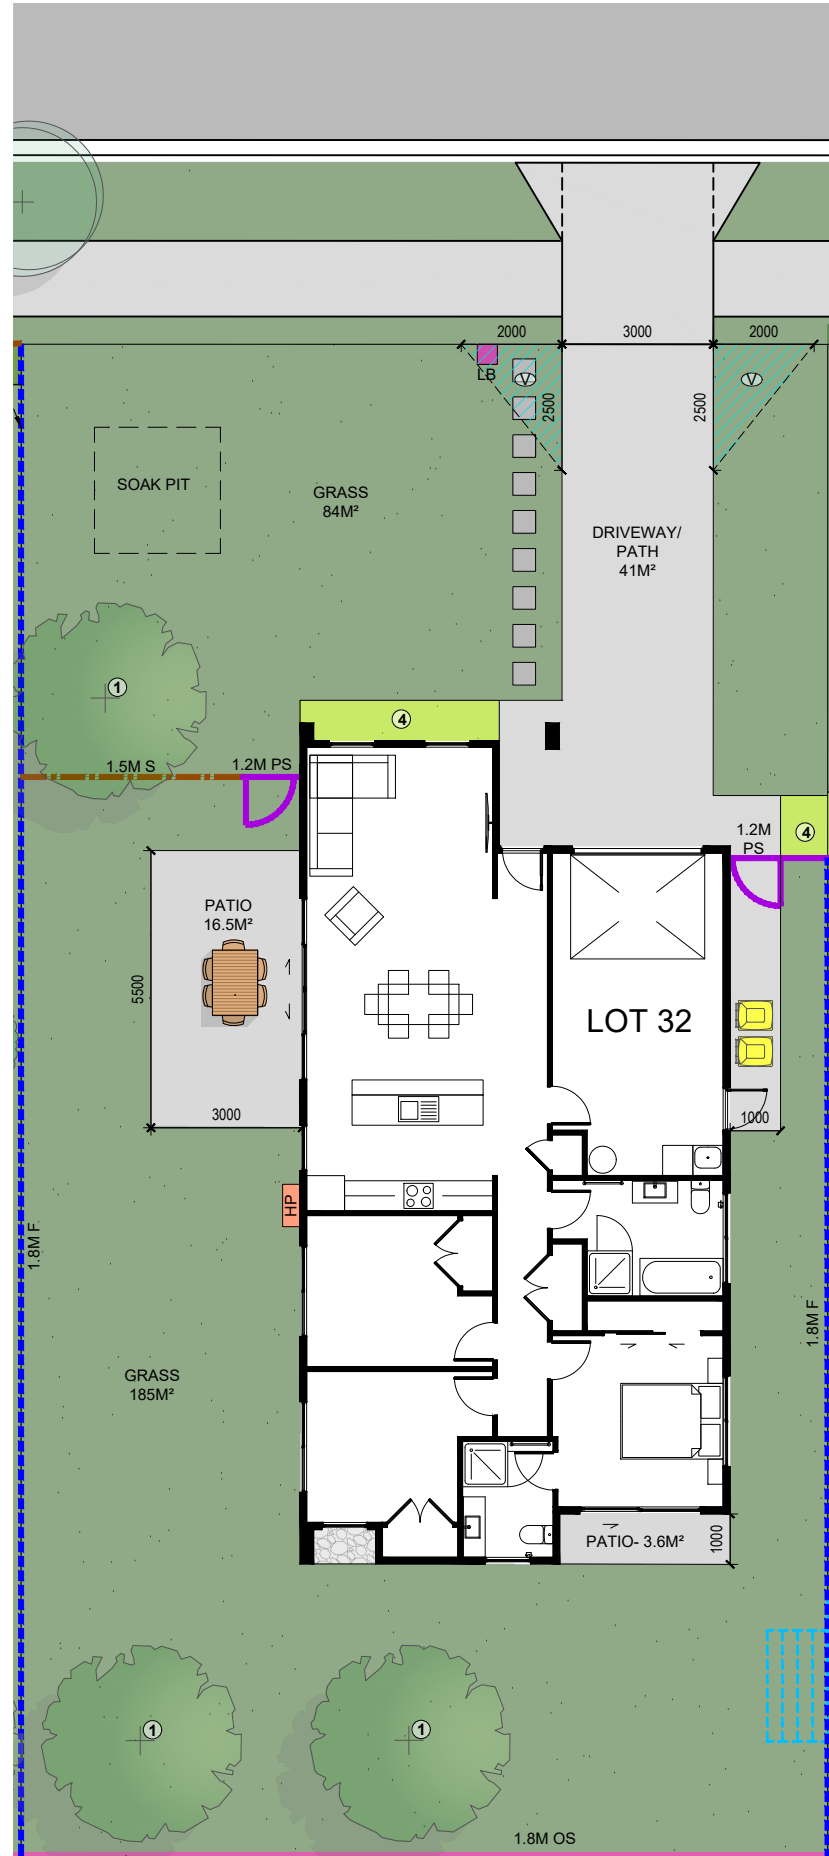 2000
3000
2000
LB
V
V
2500
2500
SOAK PIT
GRASS
84M²
DRIVEWAY/
PATH
41M²
1
4
1.5M S
1.2M PS
1.2M
PS
4
PATIO
16.5M²
5500
LOT 32
3000
1000
HP
1.8M F
1.8M F
GRASS
185M²
PATIO- 3.6M²
1000
1
1
1.8M OS